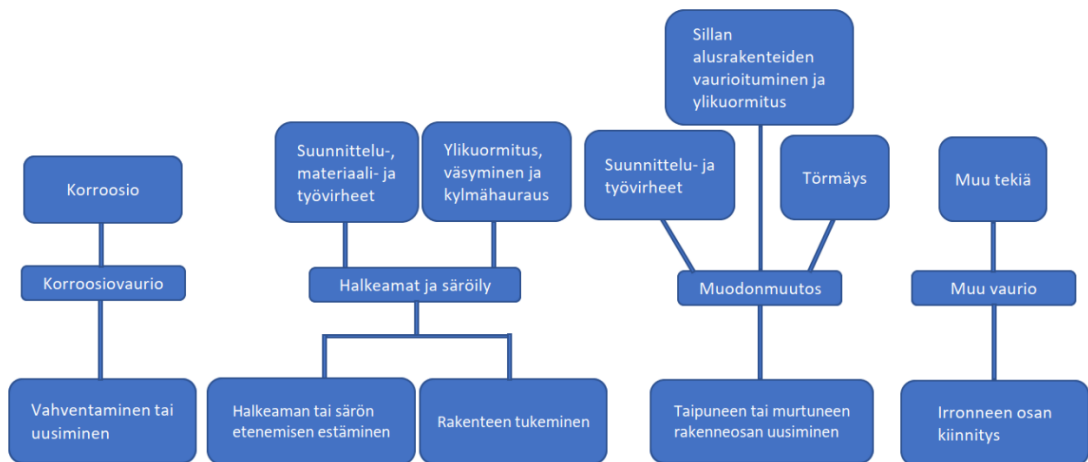 Sillan
alusrakenteiden
vaurioituminen ja
ylikuormitus
Korroosio
Suunnittelu-,
materiaali- ja
työvirheet
Ylikuormitus,
väsyminen ja
kylmähauraus
Suunnittelu- ja
työvirheet
Törmäys
Muu tekiä
Korroosiovaurio
Halkeamat ja säröily
Muodonmuutos
Muu vaurio
Vahventaminen tai
uusiminen
Halkeaman tai särön
etenemisen estäminen
Rakenteen tukeminen
Taipuneen tai murtuneen
rakenneosan uusiminen
Irronneen osan
kiinnitys